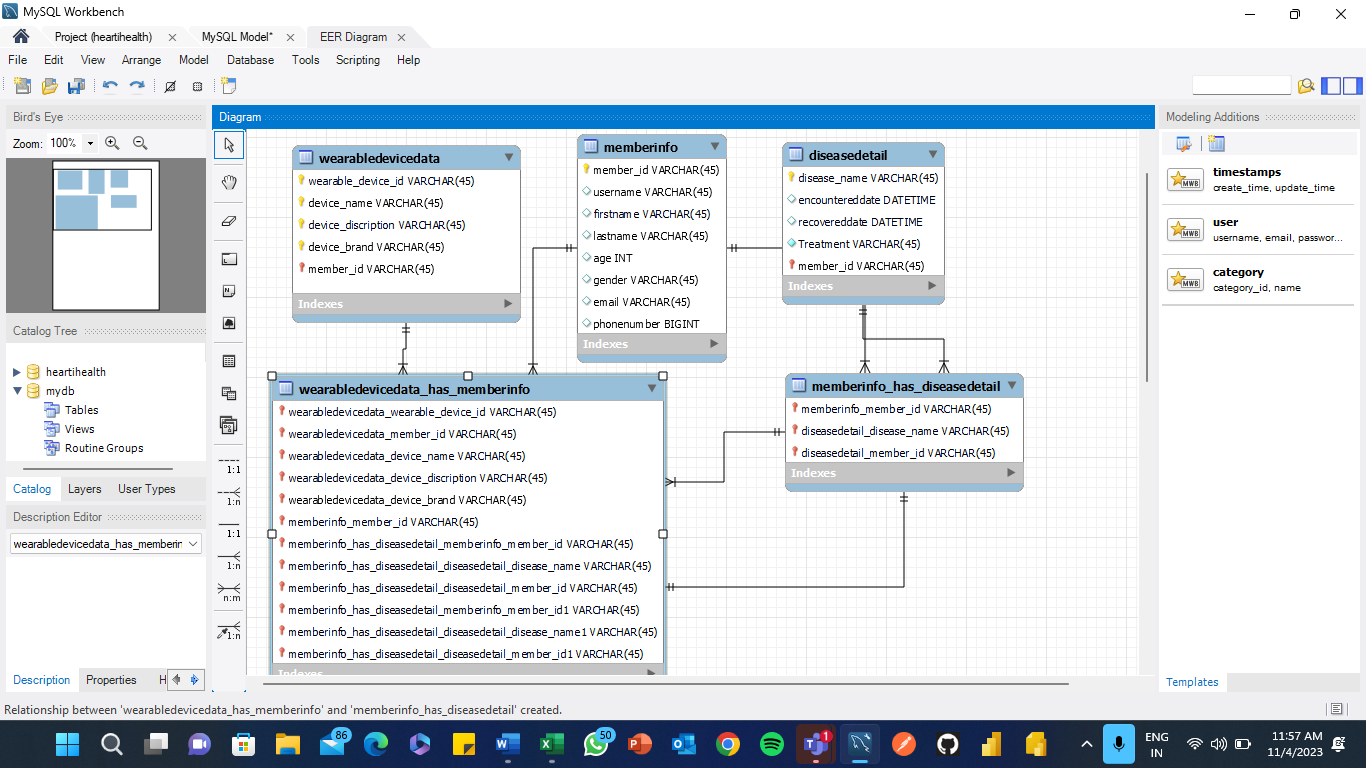 MySQL Workbench
Project (heartihealth)
MySQL Model*
EER Diagram
File Edit View Arrange Model Database Tools Scripting Help
Bird's Eye
Zoom: 100%
Diagram
Modeling Additions
timestamps
create_time, update_time
user
username, email, passwor...
category
category_id, name
wearabledevicedata
wearable_device_id VARCHAR(45)
device_name VARCHAR(45)
device_discription VARCHAR(45)
device_brand VARCHAR(45)
member_id VARCHAR(45)
Indexes
memberinfo
member_id VARCHAR(45)
username VARCHAR(45)
firstname VARCHAR(45)
lastname VARCHAR(45)
age INT
gender VARCHAR(45)
email VARCHAR(45)
phonenumber BIGINT
Indexes
diseasedetail
disease_name VARCHAR(45)
encountereddate DATETIME
recovereddate DATETIME
Treatment VARCHAR(45)
member_id VARCHAR(45)
Indexes
Catalog Tree
heartihealth
mydb
Tables
Views
Routine Groups
Catalog Layers User Types
1:1
1:n
1:1
1:n
n:m
1:n
wearabledevicedata_has_memberinfo
wearabledevicedata_wearable_device_id VARCHAR(45)
wearabledevicedata_member_id VARCHAR(45)
wearabledevicedata_device_name VARCHAR(45)
wearabledevicedata_device_discription VARCHAR(45)
wearabledevicedata_device_brand VARCHAR(45)
memberinfo_member_id VARCHAR(45)
memberinfo_has_diseasedetail_memberinfo_member_id VARCHAR(45)
memberinfo_has_diseasedetail_diseasedetail_disease_name VARCHAR(45)
memberinfo_has_diseasedetail_diseasedetail_member_id VARCHAR(45)
memberinfo_has_diseasedetail_memberinfo_member_id1 VARCHAR(45)
memberinfo_has_diseasedetail_diseasedetail_disease_name1 VARCHAR(45)
memberinfo_has_diseasedetail_diseasedetail_member_id1 VARCHAR(45)
Indexes
memberinfo_has_diseasedetail
memberinfo_member_id VARCHAR(45)
diseasedetail_disease_name VARCHAR(45)
diseasedetail_member_id VARCHAR(45)
Indexes
Description Editor
wearabledevicedata_has_memberin
Description Properties H
Templates
Relationship between 'wearabledevicedata_has_memberinfo' and 'memberinfo_has_diseasedetail' created.
86
50
1
ENG
IN
11:57 AM
11/4/2023